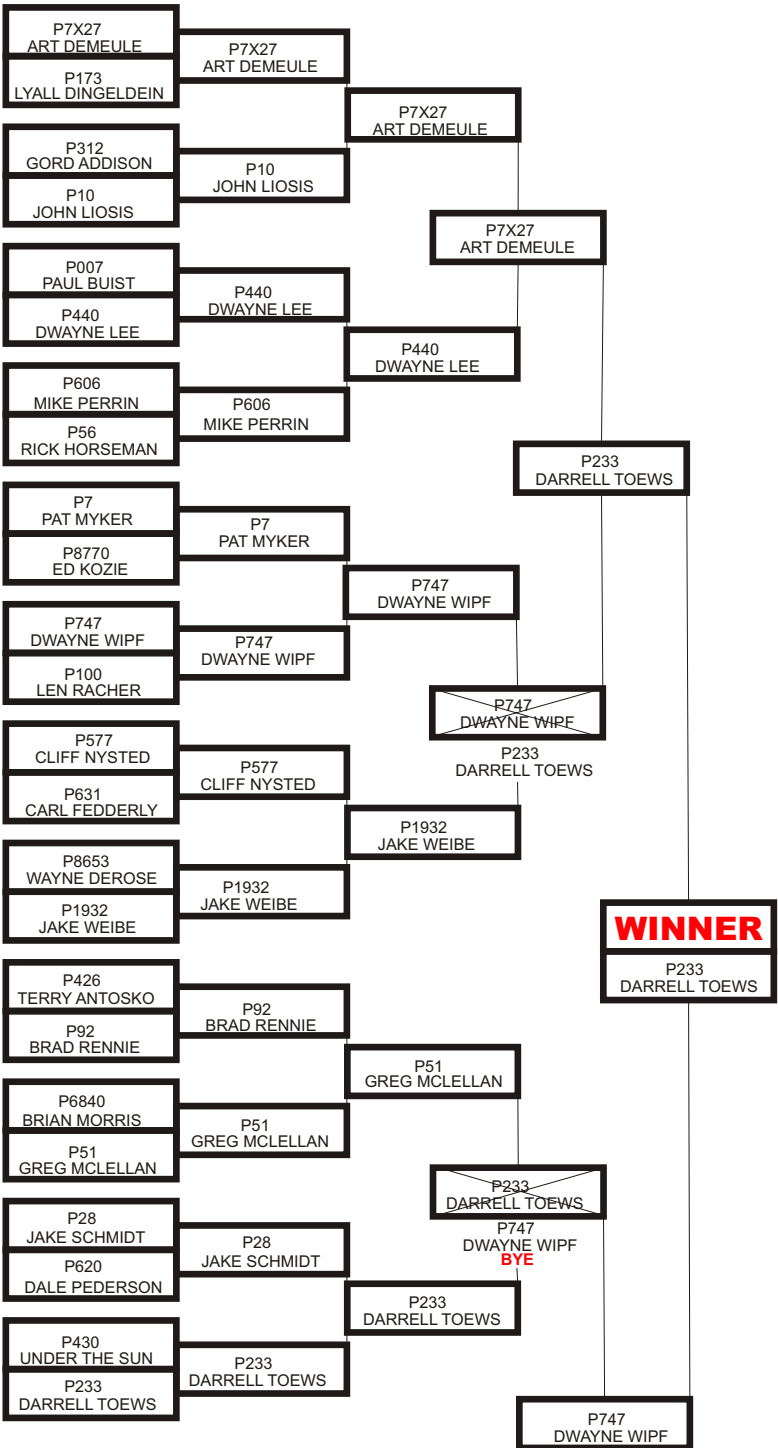 P7X27
ART DEMEULE
P173
LYALL DINGELDEIN
P312
GORD ADDISON
P10
JOHN LIOSIS
P007
PAUL BUIST
P440
DWAYNE LEE
P606
MIKE PERRIN
P56
RICK HORSEMAN
P7
PAT MYKER
P8770
ED KOZIE
P747
DWAYNE WIPF
P100
LEN RACHER
P577
CLIFF NYSTED
P631
CARL FEDDERLY
P8653
WAYNE DEROSE
P1932
JAKE WEIBE
P426
TERRY ANTOSKO
P92
BRAD RENNIE
P6840
BRIAN MORRIS
P51
GREG MCLELLAN
P28
JAKE SCHMIDT
P620
DALE PEDERSON
P430
UNDER THE SUN
P233
DARRELL TOEWS
P7X27
ART DEMEULE
P10
JOHN LIOSIS
P440
DWAYNE LEE
P606
MIKE PERRIN
P7
PAT MYKER
P747
DWAYNE WIPF
P577
CLIFF NYSTED
P1932
JAKE WEIBE
P92
BRAD RENNIE
P51
GREG MCLELLAN
P28
JAKE SCHMIDT
P233
DARRELL TOEWS
P7X27
ART DEMEULE
P440
DWAYNE LEE
P747
DWAYNE WIPF
P1932
JAKE WEIBE
P51
GREG MCLELLAN
P233
DARRELL TOEWS
P7X27
ART DEMEULE
P747
DWAYNE WIPF
P233
DARRELL TOEWS
P233
DARRELL TOEWS
P747
DWAYNE WIPF
BYE
P233
DARRELL TOEWS
P747
DWAYNE WIPF
WINNER
P233
DARRELL TOEWS